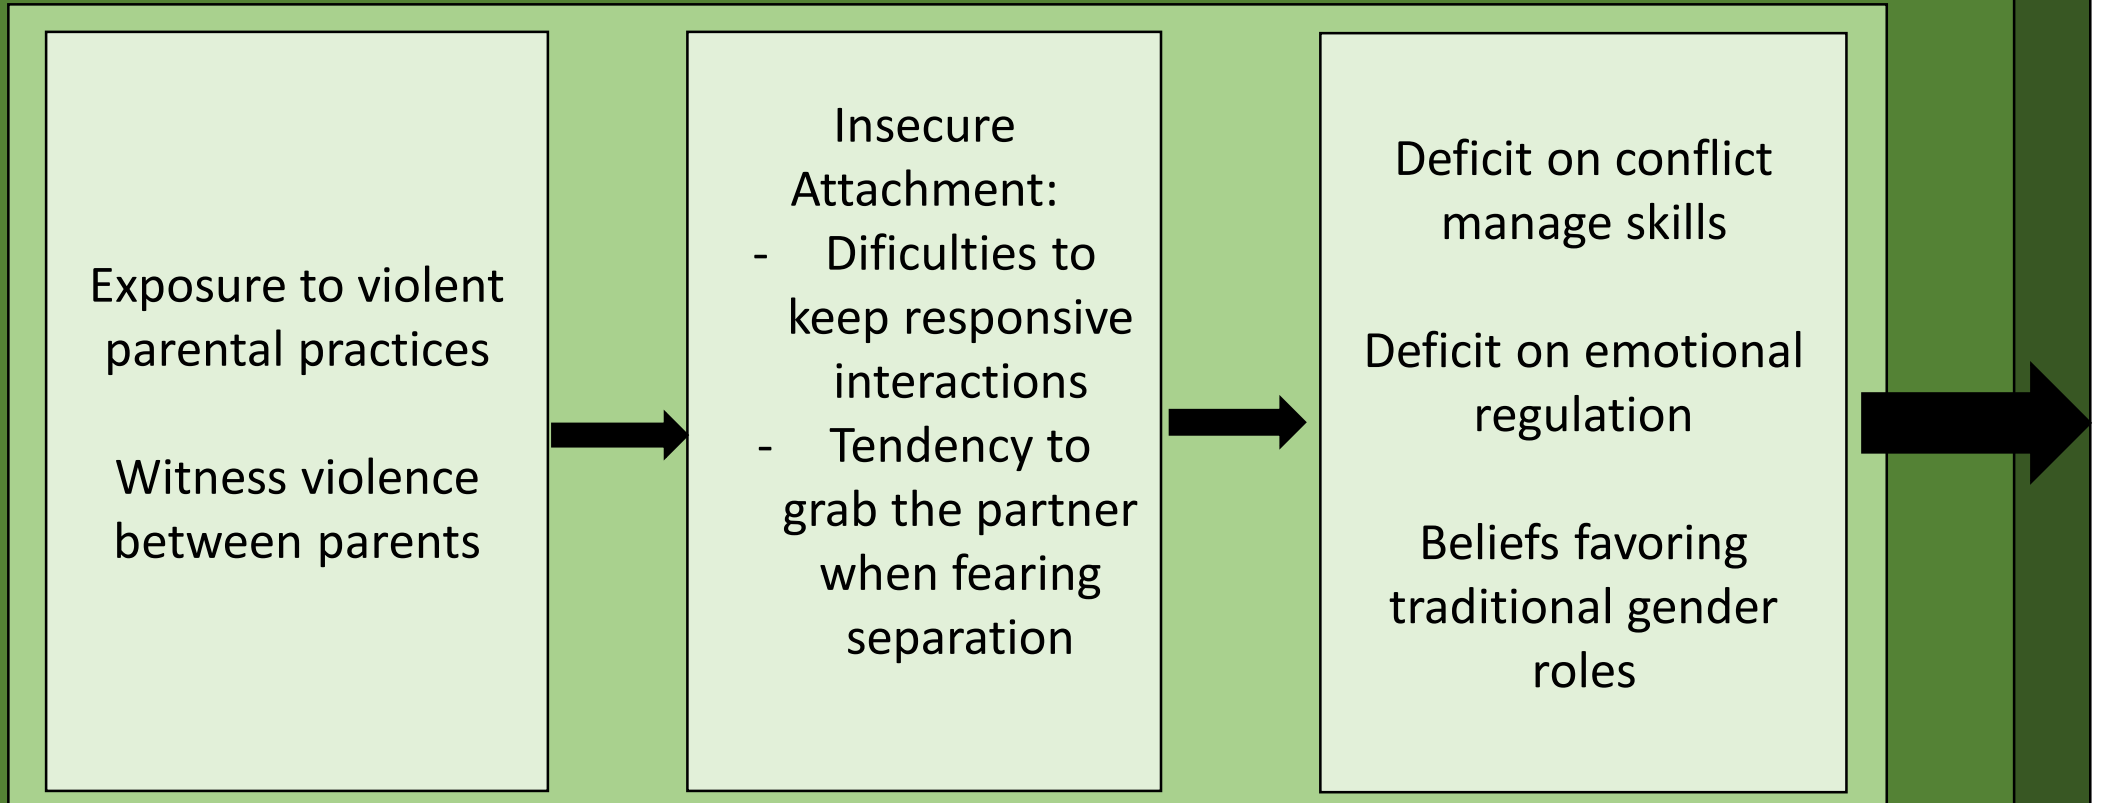 Exposure to violent
parental practices
Witness violence
between parents
Insecure
Attachment:
- Dificulties to
keep responsive
interactions
- Tendency to
grab the partner
when fearing
separation
Deficit on conflict
manage skills
Deficit on emotional
regulation
Beliefs favoring
traditional gender
roles